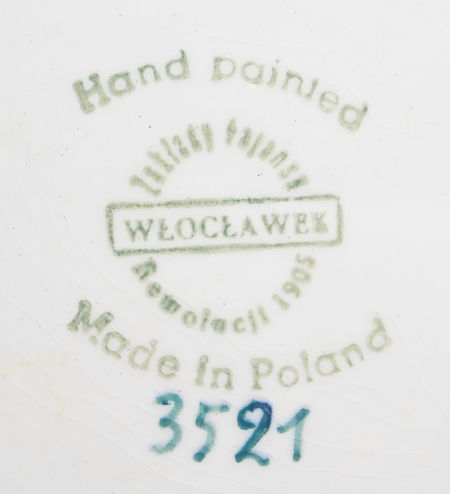 Hand painted
Zakłady Fajansu
WŁOCŁAWEK
Rewolucji 1905
Made in Poland
3521